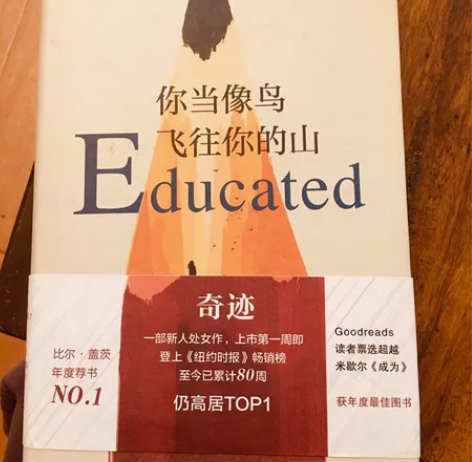 你当像鸟
飞往你的山
Educated
奇迹
一部新人处女作，上市第一周即
登上《纽约时报》畅销榜
至今已累计80周
仍高居TOP1
比尔·盖茨
年度荐书
NO.1
Goodreads
读者票选超越
米歇尔《成为》
获年度最佳图书